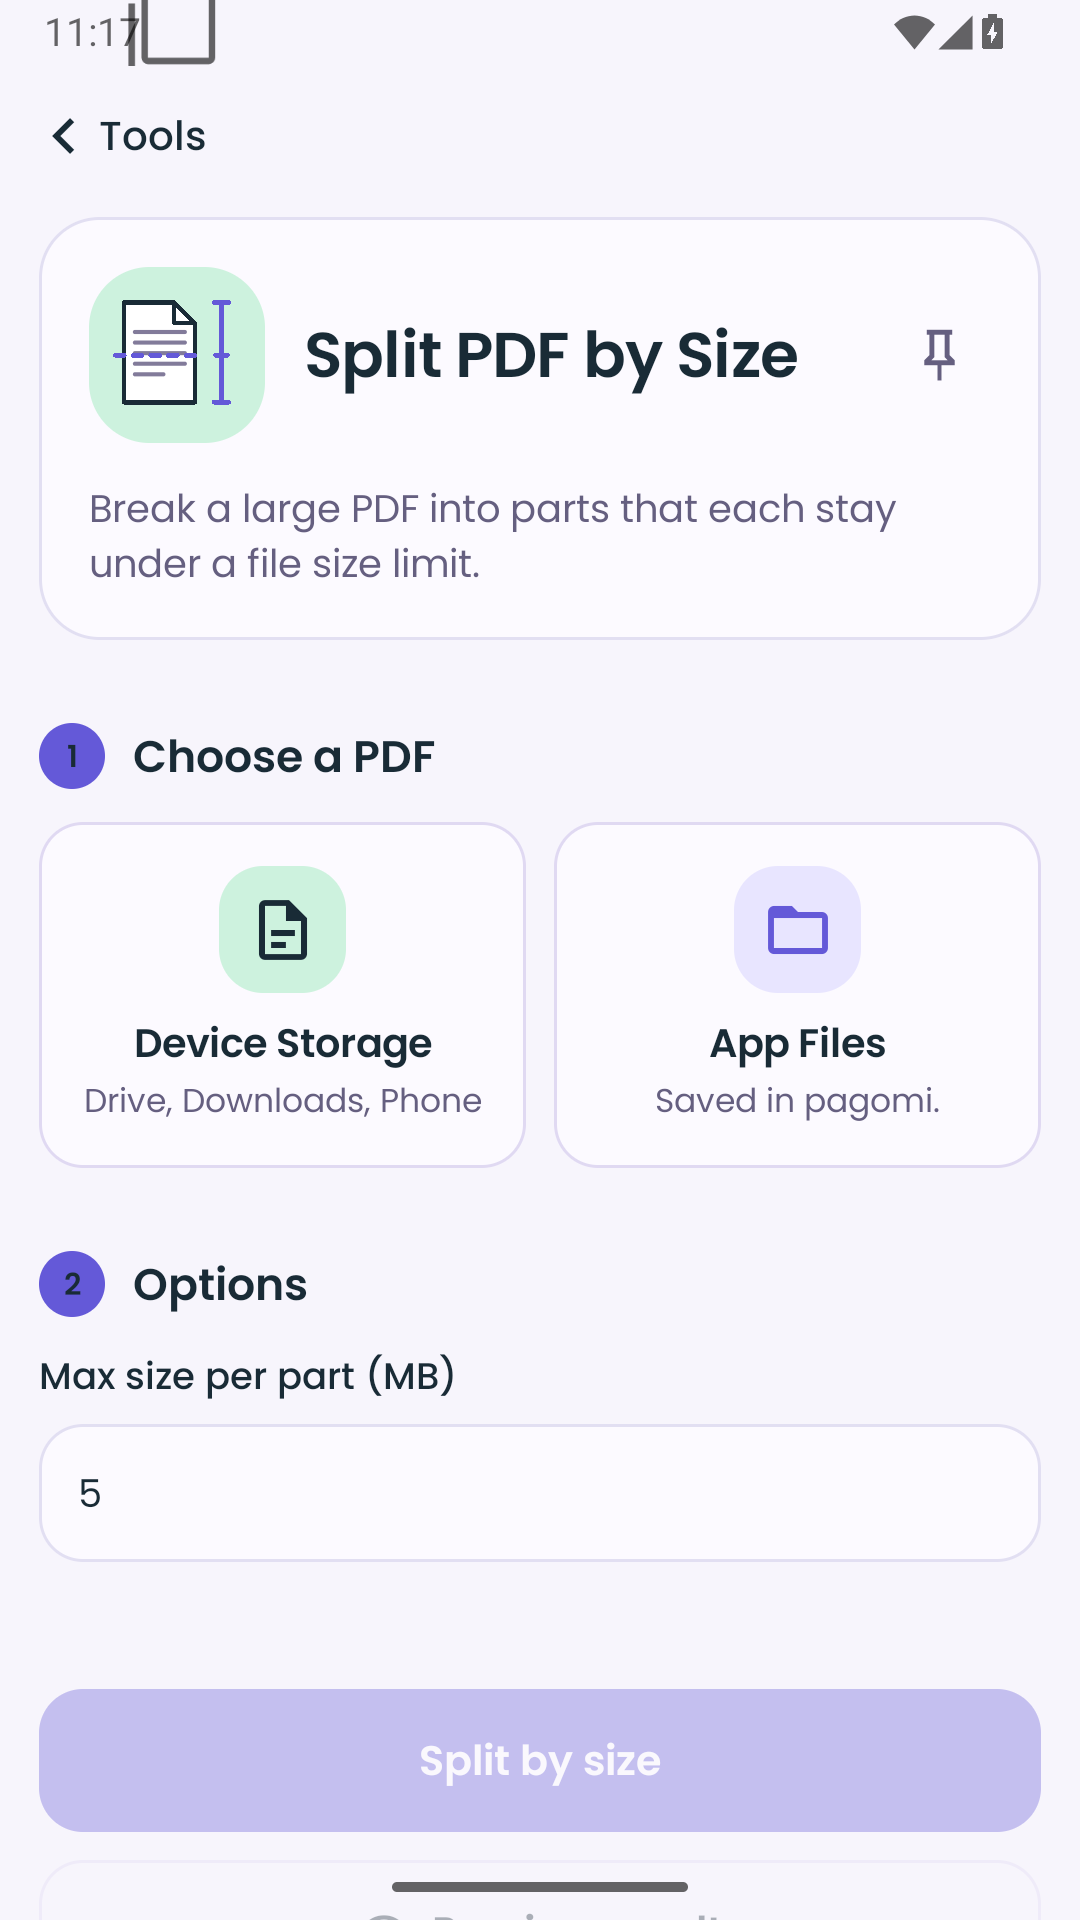 11:17
Tools
Split PDF by Size
Break a large PDF into parts that each stay
under a file size limit.
1
Choose a PDF
Device Storage
Drive, Downloads, Phone
App Files
Saved in pagomi.
2
Options
Max size per part (MB)
5
Split by size